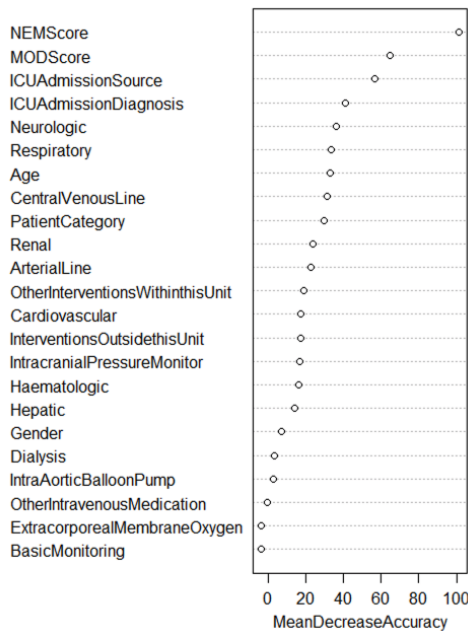 NEMScore
MODScore
ICUAdmissionSource
ICUAdmissionDiagnosis
Neurologic
Respiratory
Age
CentralVenousLine
PatientCategory
Renal
ArterialLine
OtherInterventionsWithinthisUnit
Cardiovascular
InterventionsOutsidethisUnit
IntracranialPressureMonitor
Haematologic
Hepatic
Gender
Dialysis
IntraAorticBalloonPump
OtherIntravenousMedication
ExtracorporealMembraneOxygen
BasicMonitoring
0 20 40 60 80 100
MeanDecreaseAccuracy